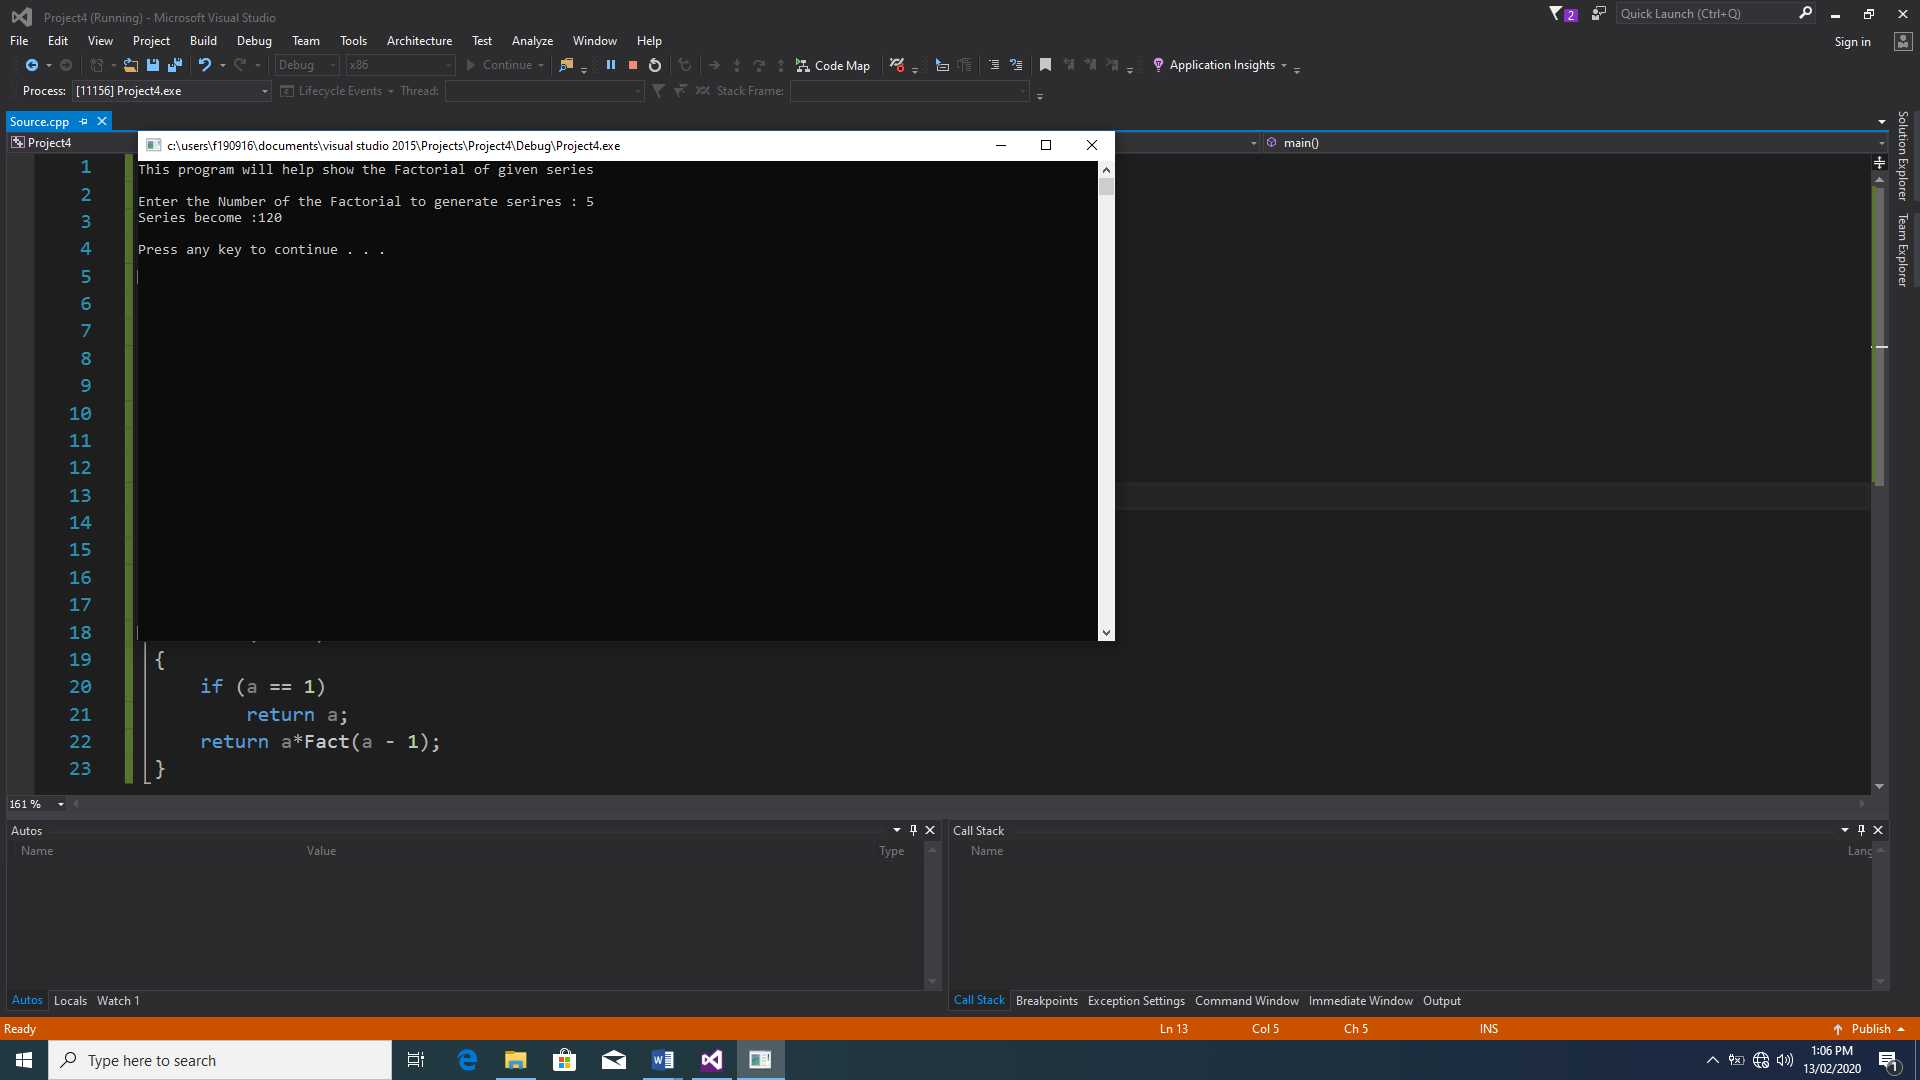 Project4 (Running) - Microsoft Visual Studio
2
Quick Launch (Ctrl+Q)
File Edit View Project Build Debug Team Tools Architecture Test Analyze Window Help
Sign in
Debug x86 Continue Code Map Application Insights
Process: [11156] Project4.exe Lifecycle Events Thread: Stack Frame:
Source.cpp
Project4
main()
c:\users\f190916\documents\visual studio 2015\Projects\Project4\Debug\Project4.exe
This program will help show the Factorial of given series
Enter the Number of the Factorial to generate serires : 5
Series become :120
Press any key to continue . . .
Solution Explorer
Team Explorer
1
2
3
4
5
6
7
8
9
10
11
12
13
14
15
16
17
18
19 {
20 if (a == 1)
21 return a;
22 return a*Fact(a - 1);
23 }
161 %
Autos
Name Value Type
Call Stack
Name Lang
Autos Locals Watch 1
Call Stack Breakpoints Exception Settings Command Window Immediate Window Output
Ready Ln 13 Col 5 Ch 5 INS Publish
Type here to search
1:06 PM
13/02/2020
1